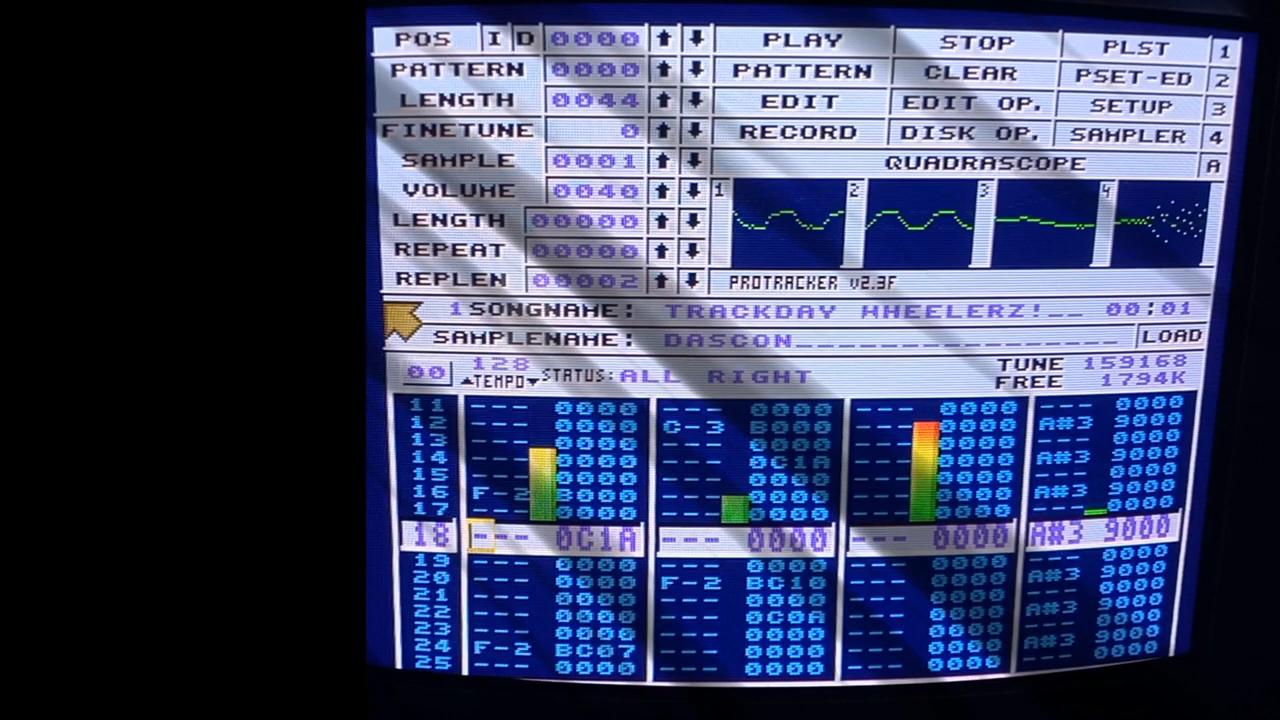 POS I D 0000 PLAY STOP PLST 1
PATTERN 0000 PATTERN CLEAR PSET-ED 2
LENGTH 0044 EDIT EDIT OP. SETUP 3
FINETUNE 0 RECORD DISK OP. SAMPLER 4
SAMPLE 0001 QUADRASCOPE A
VOLUME 0040 1 2 3 4
LENGTH 00000
REPEAT 00000
REPLEN 00002 PROTRACKER v2.3F
1 SONGNAME: TRACKDAY WHEELERZ!__ 00:01
SAMPLENAME: DASCON________________ LOAD
00 128 TEMPO STATUS: ALL RIGHT TUNE 159168
FREE 1794K
11 --- 0000 --- 0000 --- 0000 --- 0000
12 --- 0000 C-3 B000 --- 0000 A#3 9000
13 --- 0000 --- 0000 --- 0000 --- 0000
14 --- 0000 --- 0C1A --- 0000 A#3 9000
15 --- 0000 --- 0000 --- 0000 --- 0000
16 F-2 B000 --- 0000 --- 0000 A#3 9000
17 --- 0000 --- 0000 --- 0000 --- 0000
18 --- 0C1A --- 0000 --- 0000 A#3 9000
19 --- 0000 --- 0000 --- 0000 --- 0000
20 --- 0000 F-2 BC10 --- 0000 A#3 9000
21 --- 0000 --- 0000 --- 0000 --- 0000
22 --- 0000 --- 0C0A --- 0000 A#3 9000
23 --- 0000 --- 0000 --- 0000 --- 0000
24 F-2 BC07 --- 0000 --- 0000 A#3 9000
25 --- 0000 --- 0000 --- 0000 --- 0000